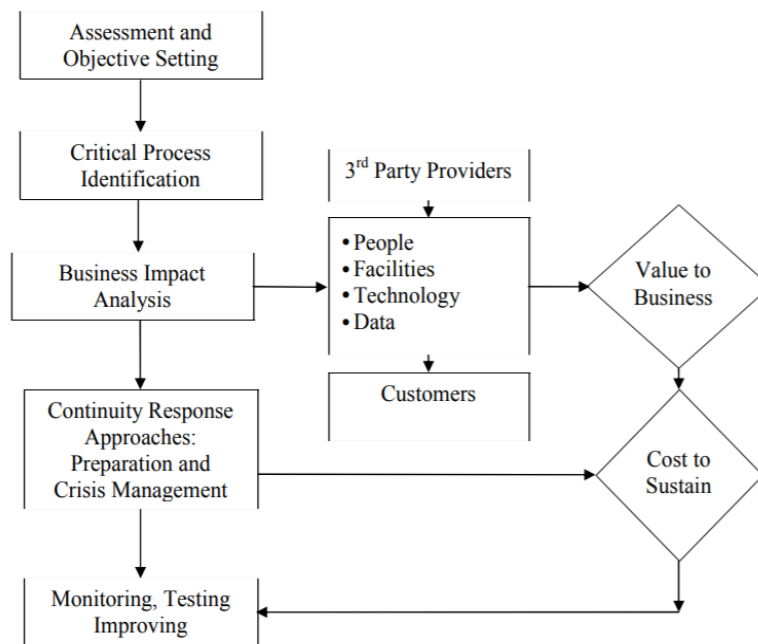 Assessment and
Objective Setting
Critical Process
Identification
3rd Party Providers
Business Impact
Analysis
• People
• Facilities
• Technology
• Data
Value to
Business
Customers
Continuity Response
Approaches:
Preparation and
Crisis Management
Cost to
Sustain
Monitoring, Testing
Improving